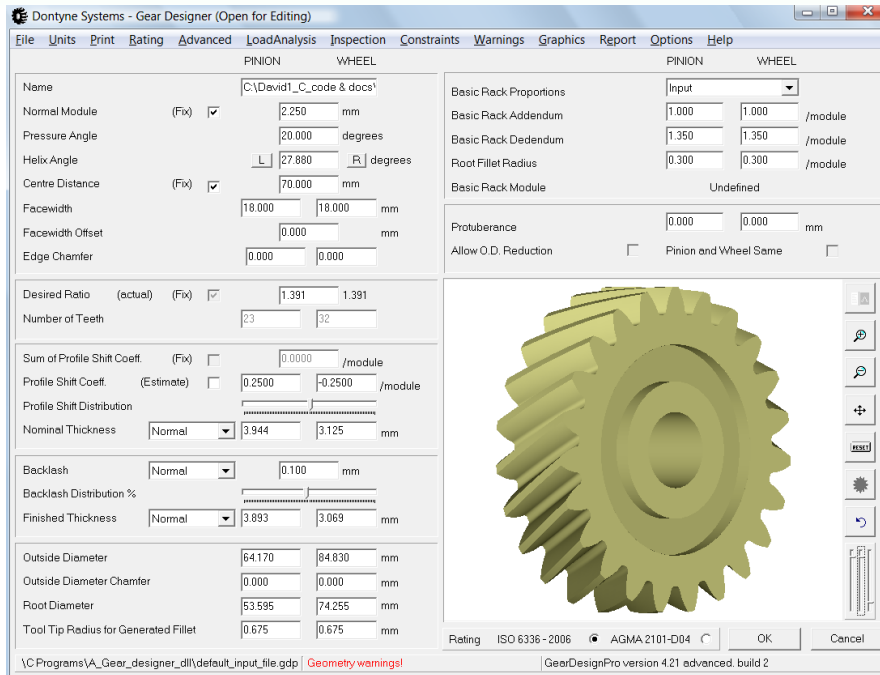 Dontyne Systems - Gear Designer (Open for Editing)
File Units Print Rating Advanced LoadAnalysis Inspection Constraints Warnings Graphics Report Options Help
PINION WHEEL
Name C:\David1_C_code & docs\
Normal Module (Fix) 2.250 mm
Pressure Angle 20.000 degrees
Helix Angle L 27.880 R degrees
Centre Distance (Fix) 70.000 mm
Facewidth 18.000 18.000 mm
Facewidth Offset 0.000 mm
Edge Chamfer 0.000 0.000
Desired Ratio (actual) (Fix) 1.391 1.391
Number of Teeth 23 32
Sum of Profile Shift Coeff. (Fix) 0.0000 /module
Profile Shift Coeff. (Estimate) 0.2500 -0.2500 /module
Profile Shift Distribution
Nominal Thickness Normal 3.944 3.125 mm
Backlash Normal 0.100 mm
Backlash Distribution %
Finished Thickness Normal 3.893 3.069 mm
Outside Diameter 64.170 84.830 mm
Outside Diameter Chamfer 0.000 0.000 mm
Root Diameter 53.595 74.255 mm
Tool Tip Radius for Generated Fillet 0.675 0.675 mm
PINION WHEEL
Basic Rack Proportions Input
Basic Rack Addendum 1.000 1.000 /module
Basic Rack Dedendum 1.350 1.350 /module
Root Fillet Radius 0.300 0.300 /module
Basic Rack Module Undefined
Protuberance 0.000 0.000 mm
Allow O.D. Reduction Pinion and Wheel Same
RESET
Rating ISO 6336 - 2006 AGMA 2101-D04 OK Cancel
\C Programs\A_Gear_designer_dll\default_input_file.gdp Geometry warnings! GearDesignPro version 4.21 advanced. build 2